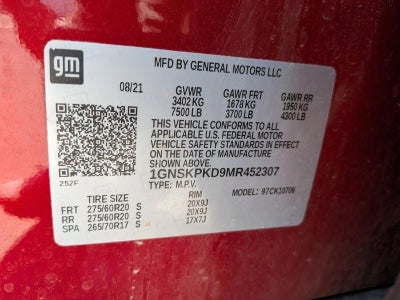 gm
MFD BY GENERAL MOTORS LLC
08/21 GVWR GAWR FRT GAWR RR
3402 KG 1678 KG 1950 KG
7500 LB 3700 LB 4300 LB
THIS VEHICLE CONFORMS TO ALL
APPLICABLE U.S. FEDERAL MOTOR
VEHICLE SAFETY STANDARDS IN EFFECT ON
THE DATE OF MANUFACTURE
SHOWN ABOVE.
1GNSKPKD9MR452307
252F TYPE: M.P.V. MODEL: 97CK10706
TIRE SIZE RIM
FRT 275/60R20 S 20X9J
RR 275/60R20 S 20X9J
SPA 265/70R17 S 17X7J